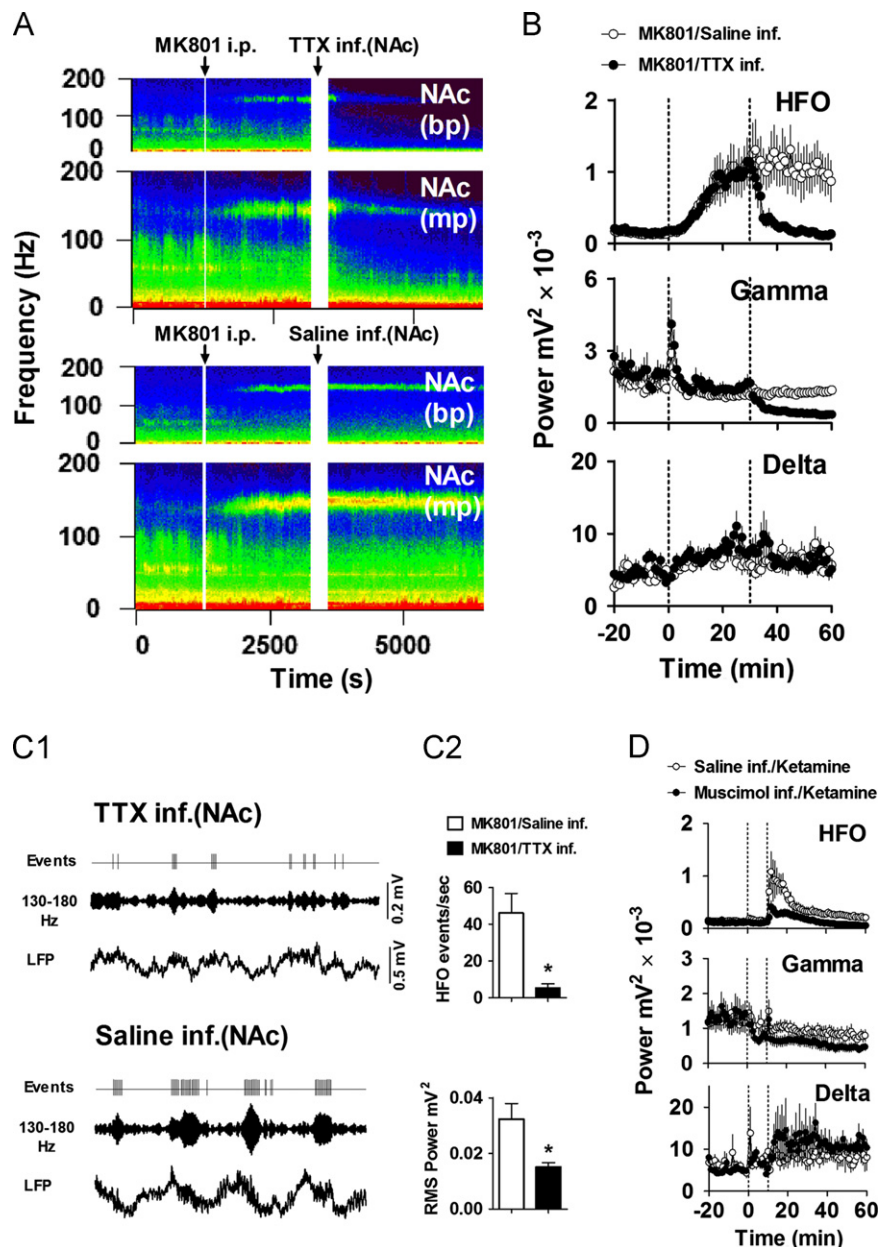 A
MK801 i.p.
TTX inf.(NAc)
200
100
0
NAc
(bp)
200
100
0
NAc
(mp)
MK801 i.p.
Saline inf.(NAc)
200
100
0
NAc
(bp)
200
100
0
NAc
(mp)
Frequency (Hz)
0
2500
5000
Time (s)
B
MK801/Saline inf.
MK801/TTX inf.
HFO
2
1
0
Gamma
6
3
0
Delta
20
10
0
Power mV² × 10⁻³
-20
0
20
40
60
Time (min)
C1
TTX inf.(NAc)
Events
130-180
Hz
0.2 mV
LFP
0.5 mV
Saline inf.(NAc)
Events
130-180
Hz
LFP
C2
MK801/Saline inf.
MK801/TTX inf.
HFO events/sec
60
40
20
0
*
RMS Power mV²
0.04
0.02
0.00
*
D
Saline inf./Ketamine
Muscimol inf./Ketamine
HFO
2
1
0
Gamma
2
1
0
Delta
20
10
0
Power mV² × 10⁻³
-20
0
20
40
60
Time (min)